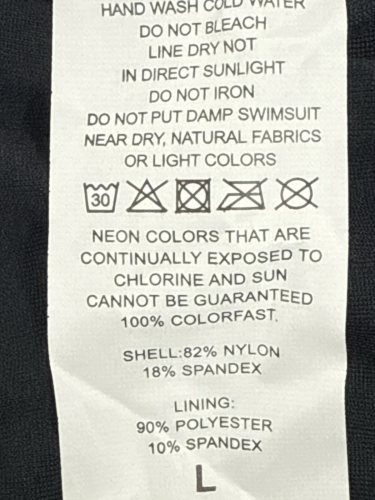 HAND WASH COLD WATER
DO NOT BLEACH
LINE DRY NOT
IN DIRECT SUNLIGHT
DO NOT IRON
DO NOT PUT DAMP SWIMSUIT
NEAR DRY, NATURAL FABRICS
OR LIGHT COLORS
30
NEON COLORS THAT ARE
CONTINUALLY EXPOSED TO
CHLORINE AND SUN
CANNOT BE GUARANTEED
100% COLORFAST.
SHELL:82% NYLON
18% SPANDEX
LINING:
90% POLYESTER
10% SPANDEX
L